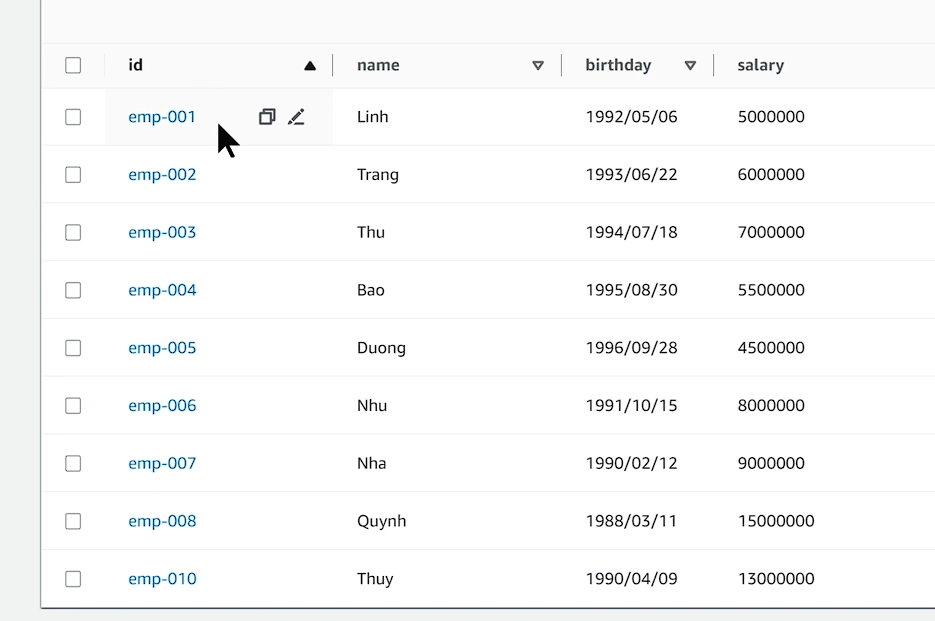 id name birthday salary
emp-001 Linh 1992/05/06 5000000
emp-002 Trang 1993/06/22 6000000
emp-003 Thu 1994/07/18 7000000
emp-004 Bao 1995/08/30 5500000
emp-005 Duong 1996/09/28 4500000
emp-006 Nhu 1991/10/15 8000000
emp-007 Nha 1990/02/12 9000000
emp-008 Quynh 1988/03/11 15000000
emp-010 Thuy 1990/04/09 13000000